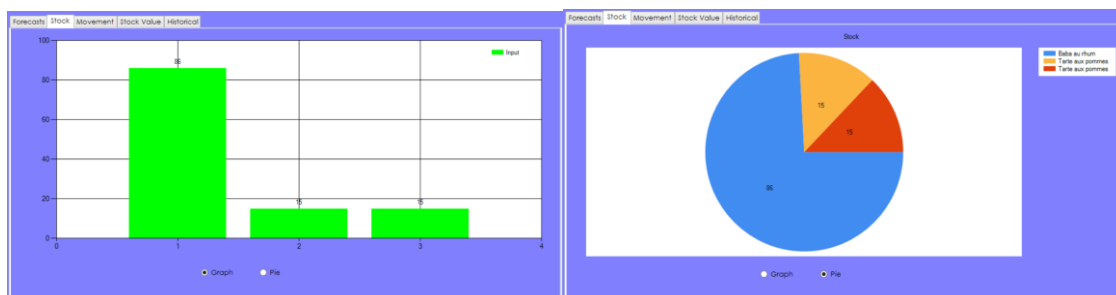 Forecasts Stock Movement Stock Value Historical
100
80
60
40
20
0
86
15
15
0 1 2 3 4
Input
Graph Pie
Forecasts Stock Movement Stock Value Historical
Stock
Baba au rhum
Tarte aux pommes
Tarte aux pommes
15
15
86
Graph Pie